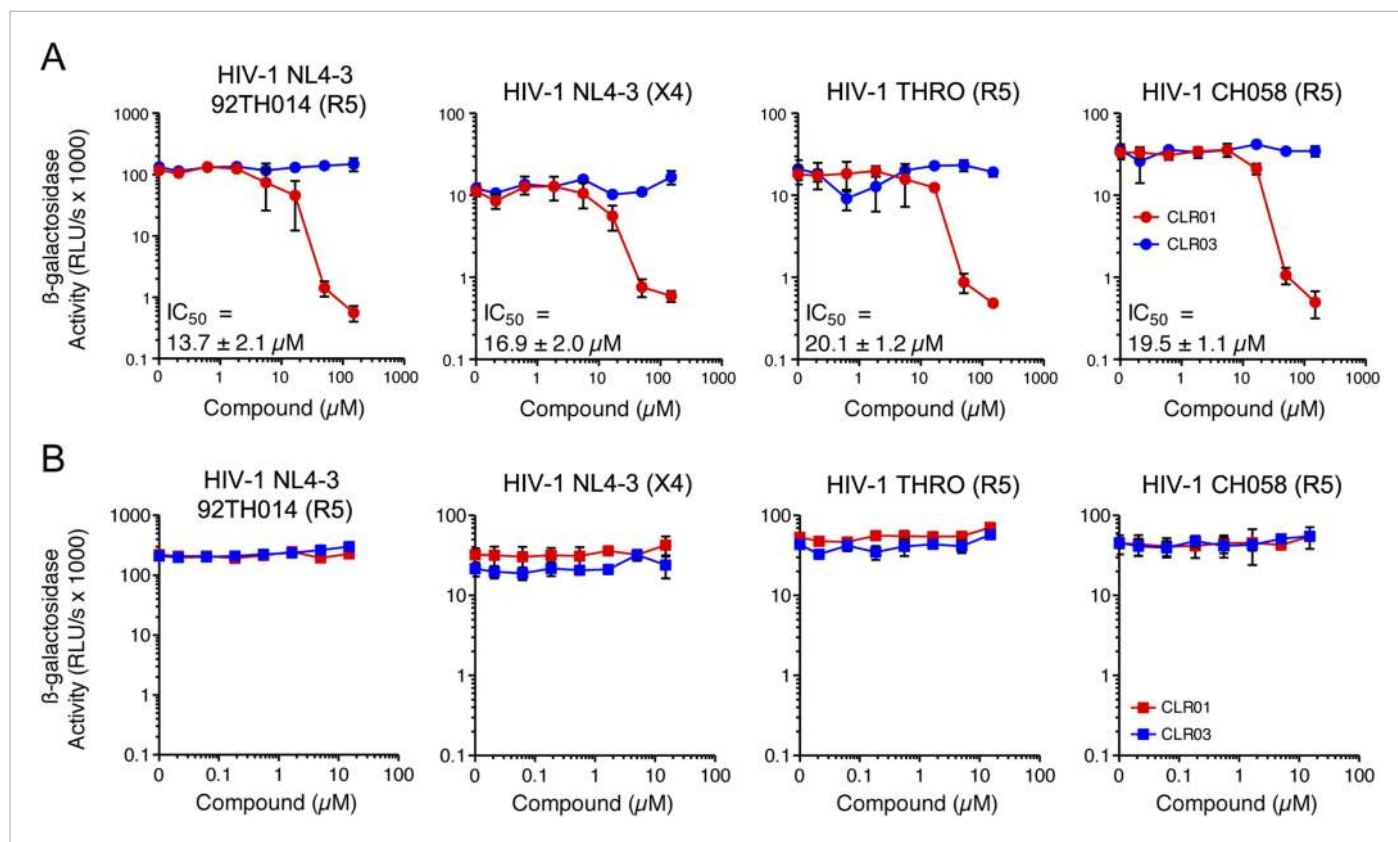 A
HIV-1 NL4-3
92TH014 (R5)
HIV-1 NL4-3 (X4)
HIV-1 THRO (R5)
HIV-1 CH058 (R5)
ß-galactosidase
Activity (RLU/s x 1000)
1000
100
10
1
0.1
IC50 =
13.7 ± 2.1 µM
0 1 10 100 1000
Compound (µM)
100
10
1
0.1
IC50 =
16.9 ± 2.0 µM
0 1 10 100 1000
Compound (µM)
100
10
1
0.1
IC50 =
20.1 ± 1.2 µM
0 1 10 100 1000
Compound (µM)
100
10
1
0.1
CLR01
CLR03
IC50 =
19.5 ± 1.1 µM
0 1 10 100 1000
Compound (µM)
B
HIV-1 NL4-3
92TH014 (R5)
HIV-1 NL4-3 (X4)
HIV-1 THRO (R5)
HIV-1 CH058 (R5)
ß-galactosidase
Activity (RLU/s x 1000)
1000
100
10
1
0.1
0 0.1 1 10 100
Compound (µM)
100
10
1
0.1
0 0.1 1 10 100
Compound (µM)
100
10
1
0.1
0 0.1 1 10 100
Compound (µM)
100
10
1
0.1
CLR01
CLR03
0 0.1 1 10 100
Compound (µM)